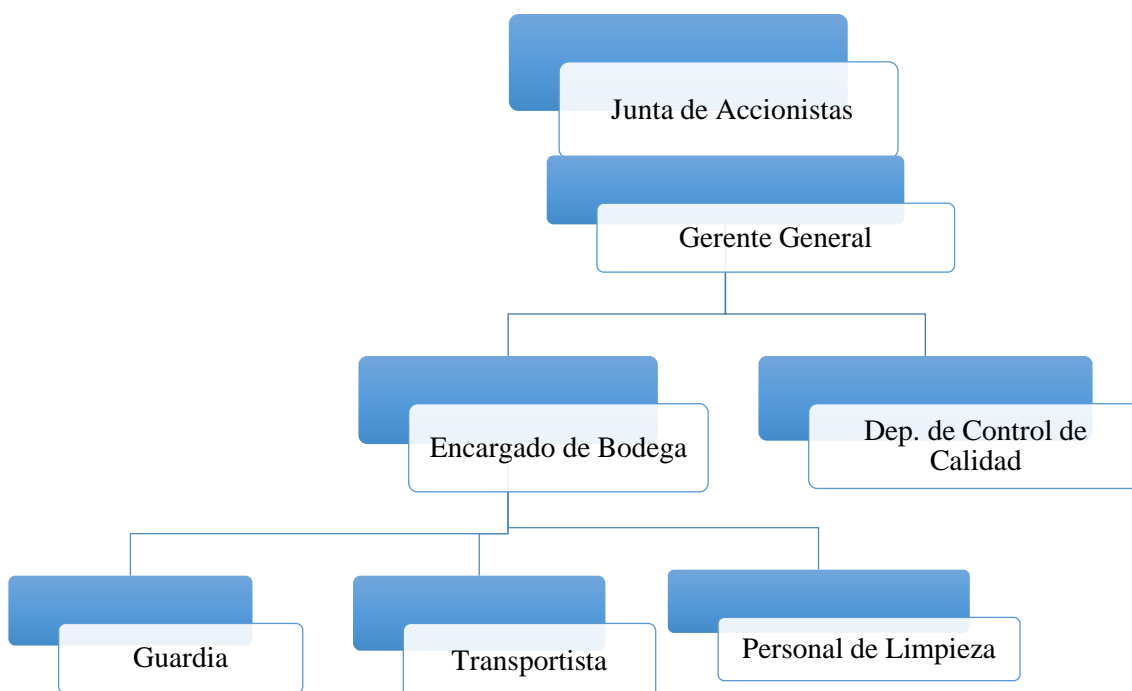 Junta de Accionistas
Gerente General
Encargado de Bodega
Dep. de Control de
Calidad
Guardia
Transportista
Personal de Limpieza